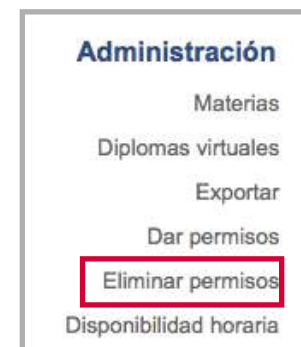 Administración
Materias
Diplomas virtuales
Exportar
Dar permisos
Eliminar permisos
Disponibilidad horaria